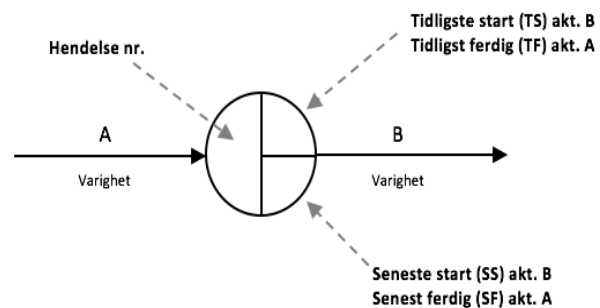 Tidligste start (TS) akt. B
Tidligst ferdig (TF) akt. A
Hendelse nr.
A
B
Varighet
Varighet
Seneste start (SS) akt. B
Senest ferdig (SF) akt. A